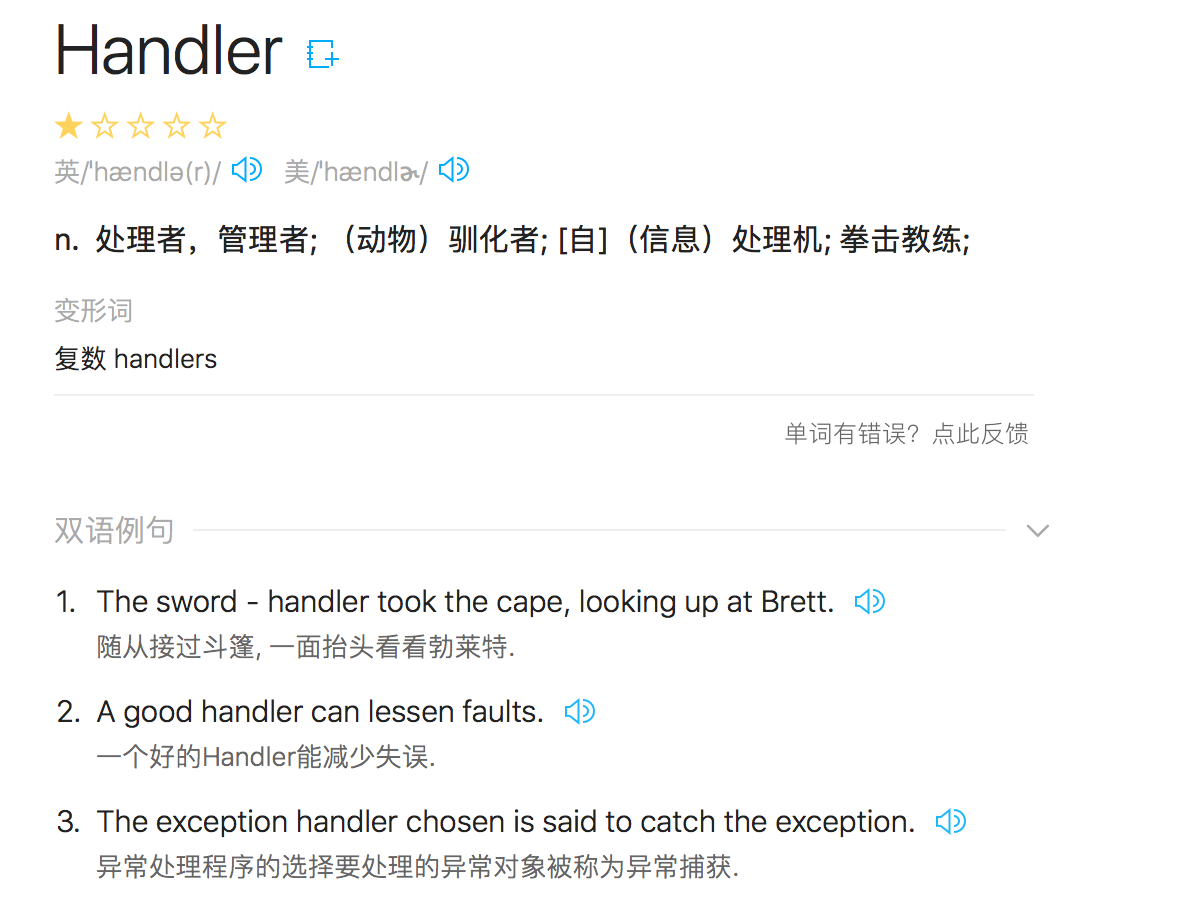 Handler
英/'hændlə(r)/ 美/'hændlɚ/
n. 处理者，管理者; （动物）驯化者; [自]（信息）处理机; 拳击教练;
变形词
复数 handlers
单词有错误？点此反馈
双语例句
1. The sword - handler took the cape, looking up at Brett.
随从接过斗篷, 一面抬头看看勃莱特.
2. A good handler can lessen faults.
一个好的Handler能减少失误.
3. The exception handler chosen is said to catch the exception.
异常处理程序的选择要处理的异常对象被称为异常捕获.